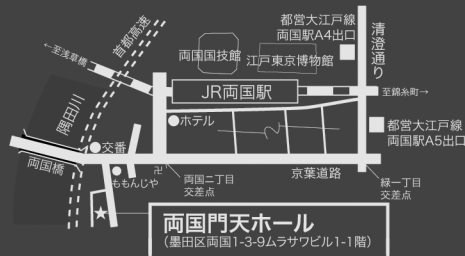 都営大江戸線
両国駅A4出口
清澄通り
首都高速
←至浅草橋
両国国技館
江戸東京博物館
JR両国駅
至錦糸町→
隅田川
ホテル
都営大江戸線
両国駅A5出口
交番
両国橋
ももんじや
卍
両国二丁目
交差点
京葉道路
緑一丁目
交差点
両国門天ホール
(墨田区両国1-3-9ムラサワビル1-1階)